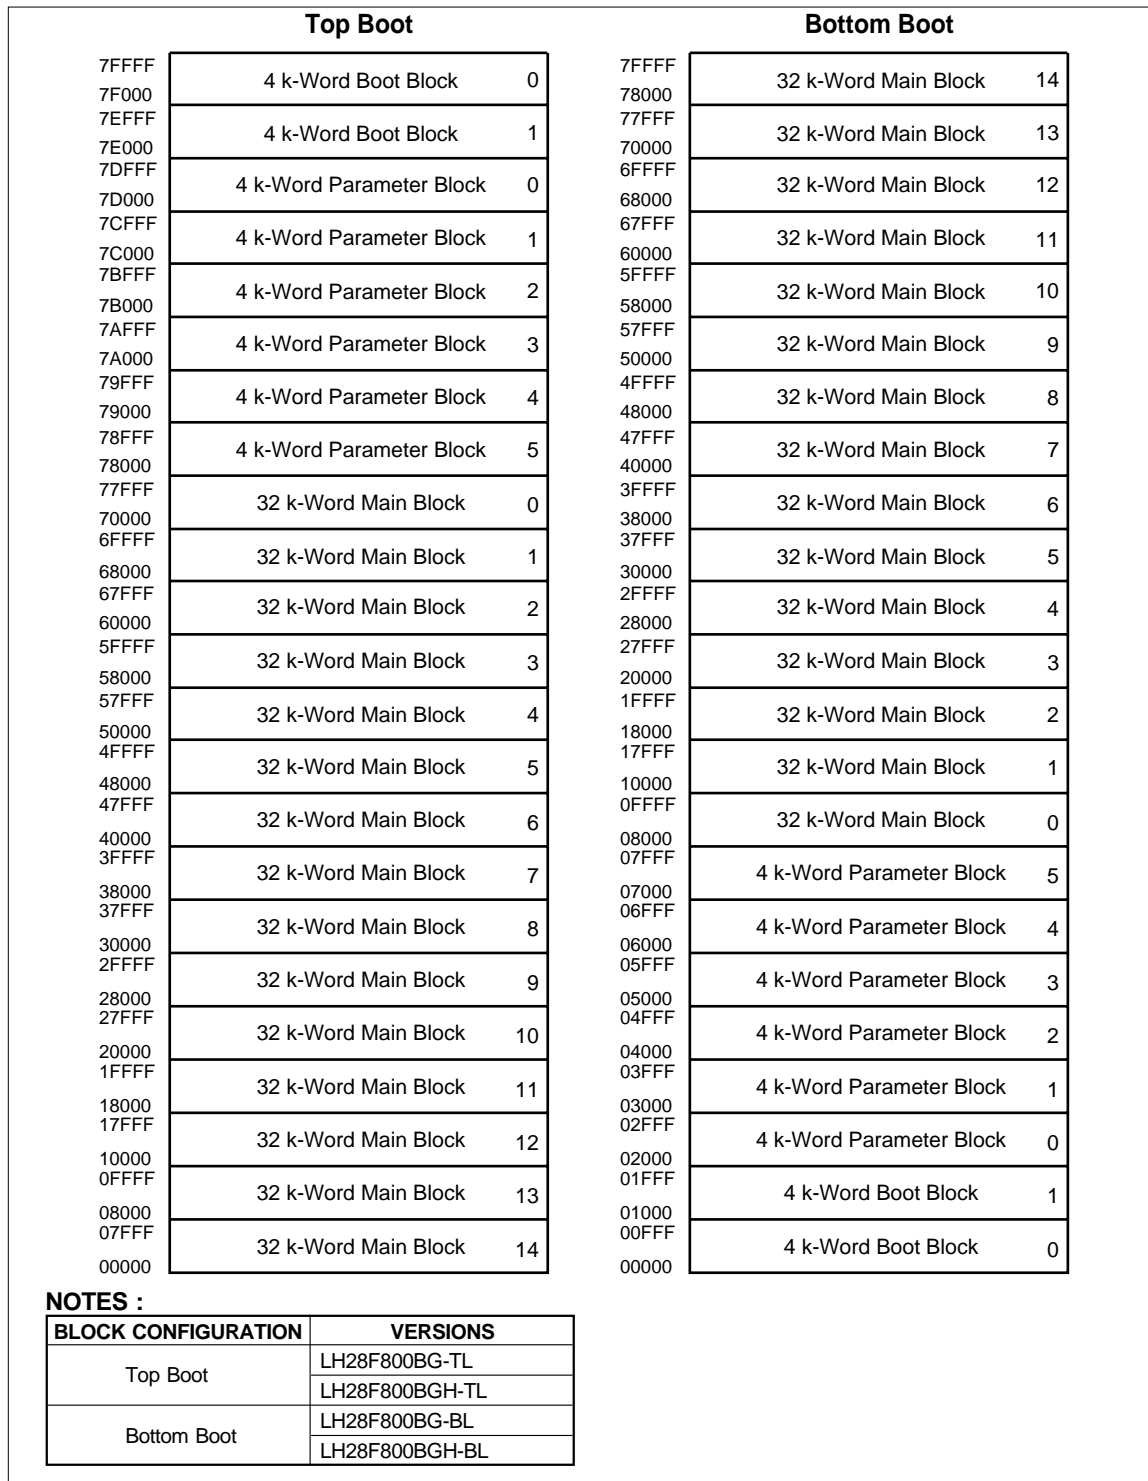 Top Boot
7FFFF
4 k-Word Boot Block 0
7F000
7EFFF
4 k-Word Boot Block 1
7E000
7DFFF
4 k-Word Parameter Block 0
7D000
7CFFF
4 k-Word Parameter Block 1
7C000
7BFFF
4 k-Word Parameter Block 2
7B000
7AFFF
4 k-Word Parameter Block 3
7A000
79FFF
4 k-Word Parameter Block 4
79000
78FFF
4 k-Word Parameter Block 5
78000
77FFF
32 k-Word Main Block 0
70000
6FFFF
32 k-Word Main Block 1
68000
67FFF
32 k-Word Main Block 2
60000
5FFFF
32 k-Word Main Block 3
58000
57FFF
32 k-Word Main Block 4
50000
4FFFF
32 k-Word Main Block 5
48000
47FFF
32 k-Word Main Block 6
40000
3FFFF
32 k-Word Main Block 7
38000
37FFF
32 k-Word Main Block 8
30000
2FFFF
32 k-Word Main Block 9
28000
27FFF
32 k-Word Main Block 10
20000
1FFFF
32 k-Word Main Block 11
18000
17FFF
32 k-Word Main Block 12
10000
0FFFF
32 k-Word Main Block 13
08000
07FFF
32 k-Word Main Block 14
00000
Bottom Boot
7FFFF
32 k-Word Main Block 14
78000
77FFF
32 k-Word Main Block 13
70000
6FFFF
32 k-Word Main Block 12
68000
67FFF
32 k-Word Main Block 11
60000
5FFFF
32 k-Word Main Block 10
58000
57FFF
32 k-Word Main Block 9
50000
4FFFF
32 k-Word Main Block 8
48000
47FFF
32 k-Word Main Block 7
40000
3FFFF
32 k-Word Main Block 6
38000
37FFF
32 k-Word Main Block 5
30000
2FFFF
32 k-Word Main Block 4
28000
27FFF
32 k-Word Main Block 3
20000
1FFFF
32 k-Word Main Block 2
18000
17FFF
32 k-Word Main Block 1
10000
0FFFF
32 k-Word Main Block 0
08000
07FFF
4 k-Word Parameter Block 5
07000
06FFF
4 k-Word Parameter Block 4
06000
05FFF
4 k-Word Parameter Block 3
05000
04FFF
4 k-Word Parameter Block 2
04000
03FFF
4 k-Word Parameter Block 1
03000
02FFF
4 k-Word Parameter Block 0
02000
01FFF
4 k-Word Boot Block 1
01000
00FFF
4 k-Word Boot Block 0
00000
NOTES :
BLOCK CONFIGURATION VERSIONS
Top Boot
LH28F800BG-TL
LH28F800BGH-TL
Bottom Boot
LH28F800BG-BL
LH28F800BGH-BL